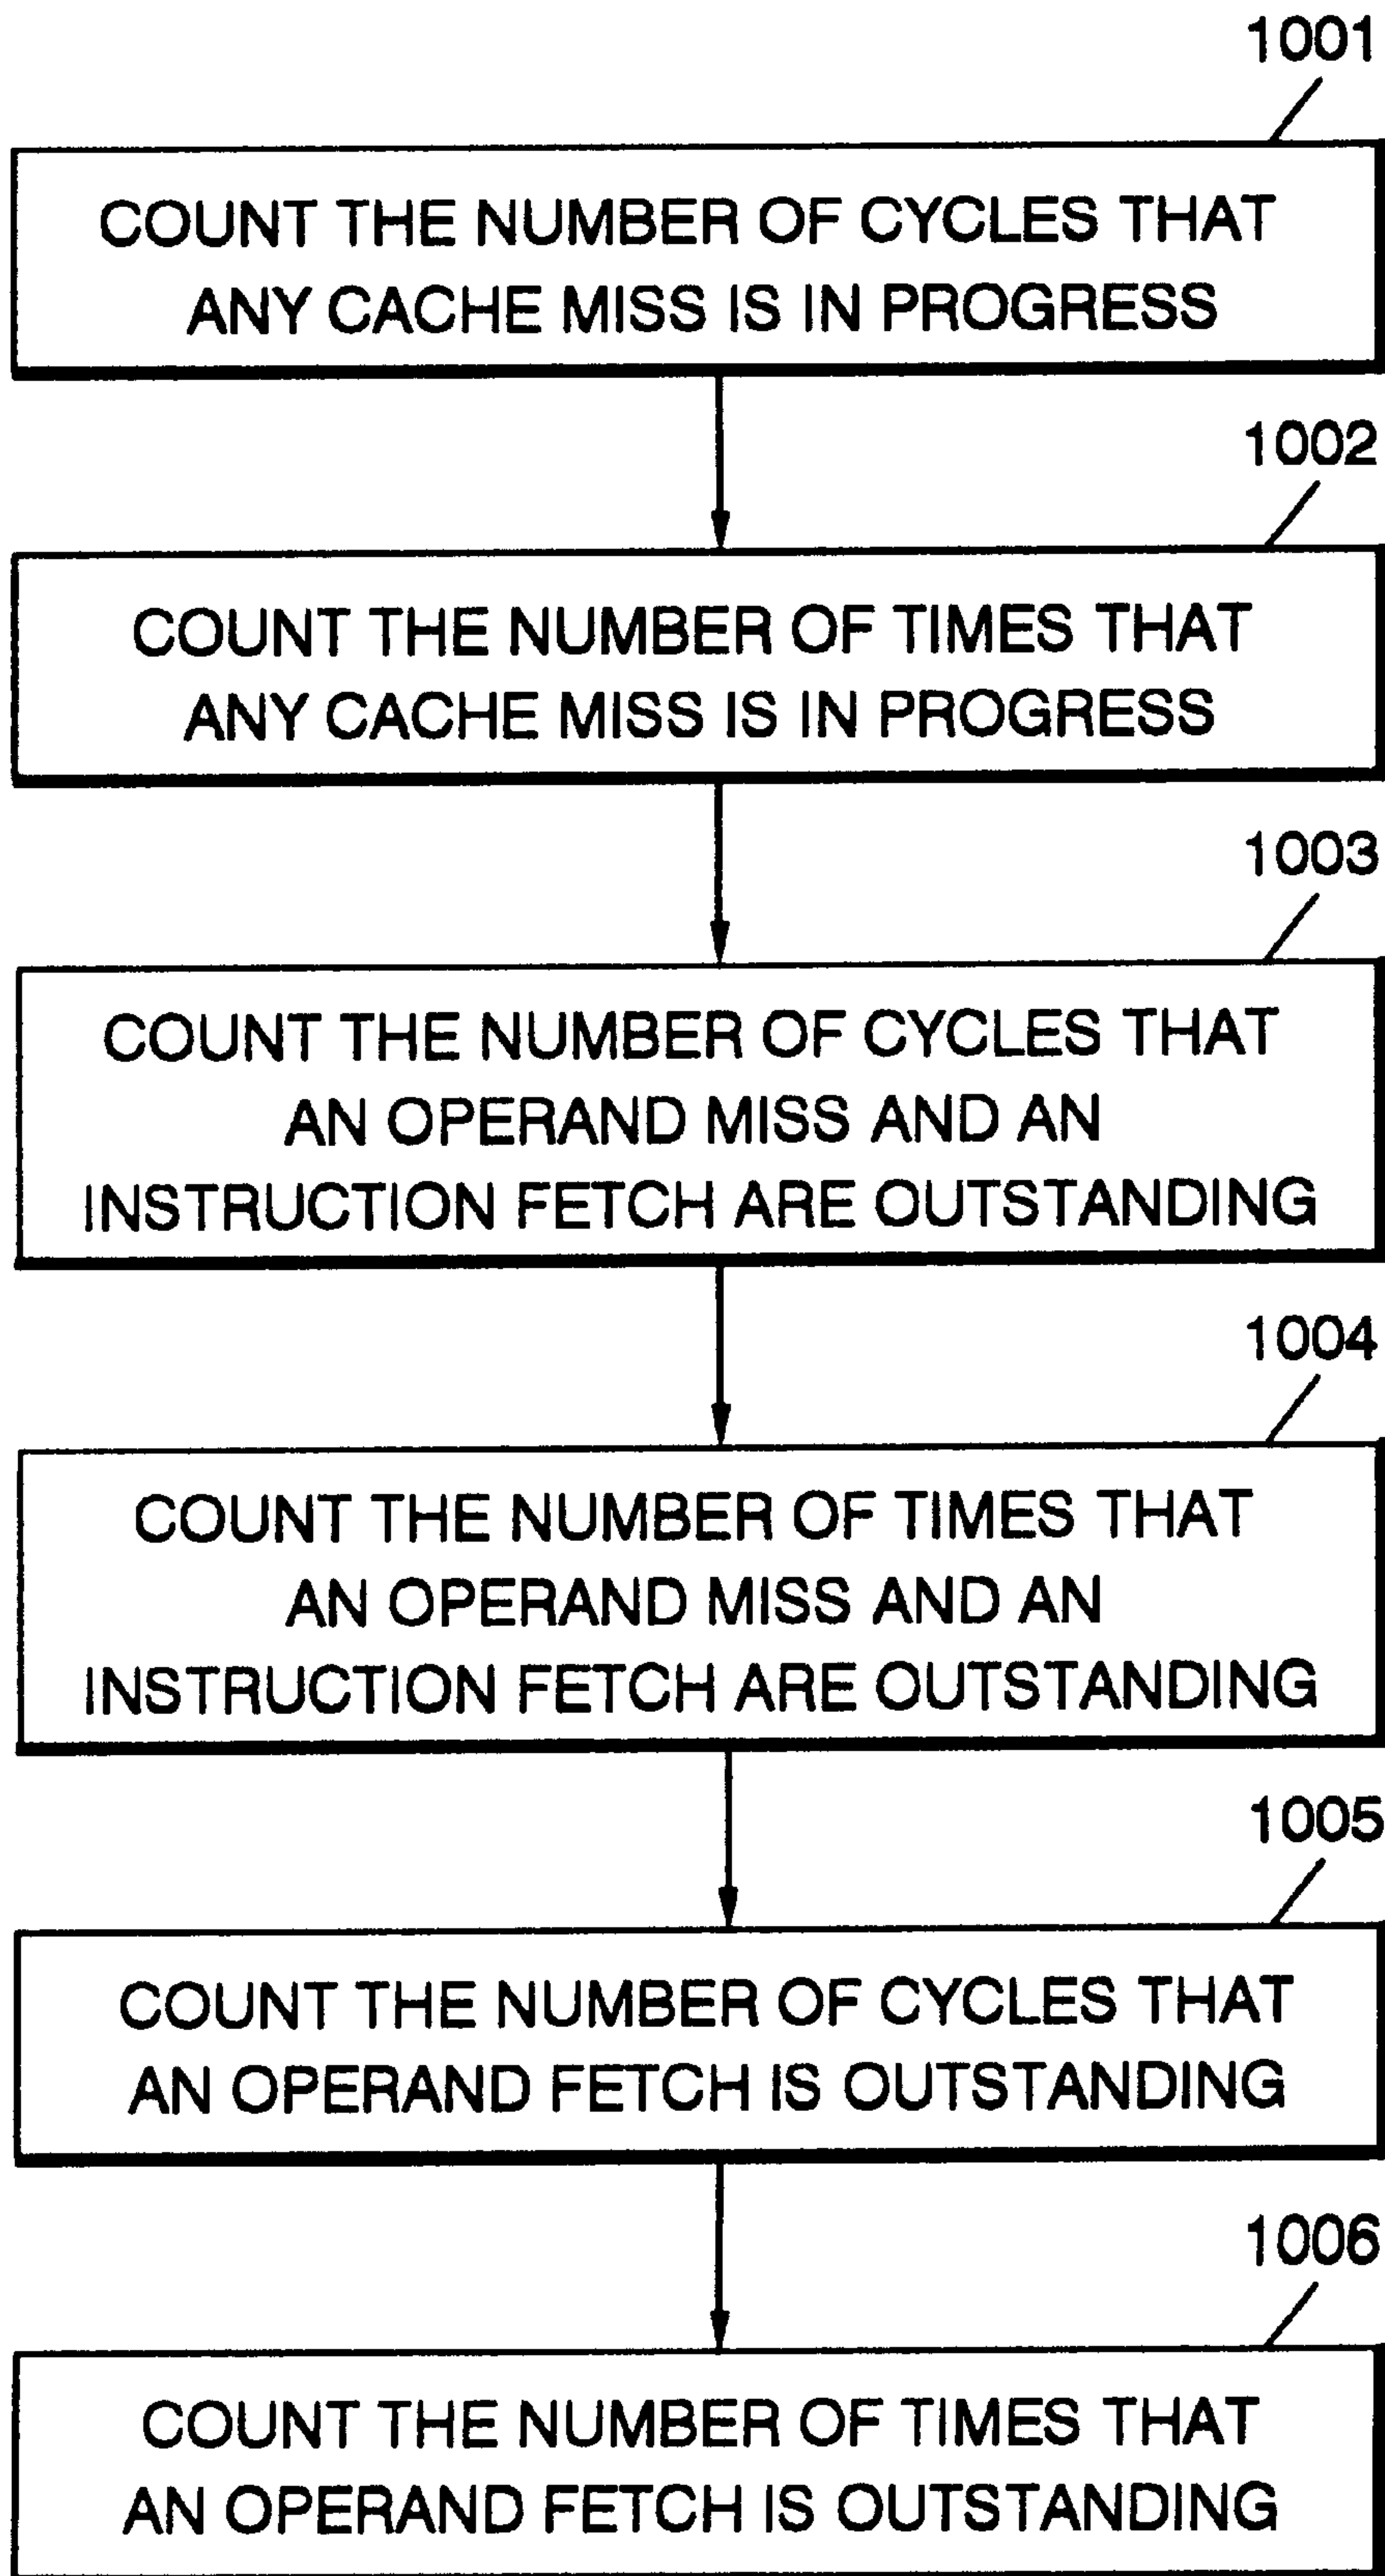 1001
COUNT THE NUMBER OF CYCLES THAT
ANY CACHE MISS IS IN PROGRESS
1002
COUNT THE NUMBER OF TIMES THAT
ANY CACHE MISS IS IN PROGRESS
1003
COUNT THE NUMBER OF CYCLES THAT
AN OPERAND MISS AND AN
INSTRUCTION FETCH ARE OUTSTANDING
1004
COUNT THE NUMBER OF TIMES THAT
AN OPERAND MISS AND AN
INSTRUCTION FETCH ARE OUTSTANDING
1005
COUNT THE NUMBER OF CYCLES THAT
AN OPERAND FETCH IS OUTSTANDING
1006
COUNT THE NUMBER OF TIMES THAT
AN OPERAND FETCH IS OUTSTANDING